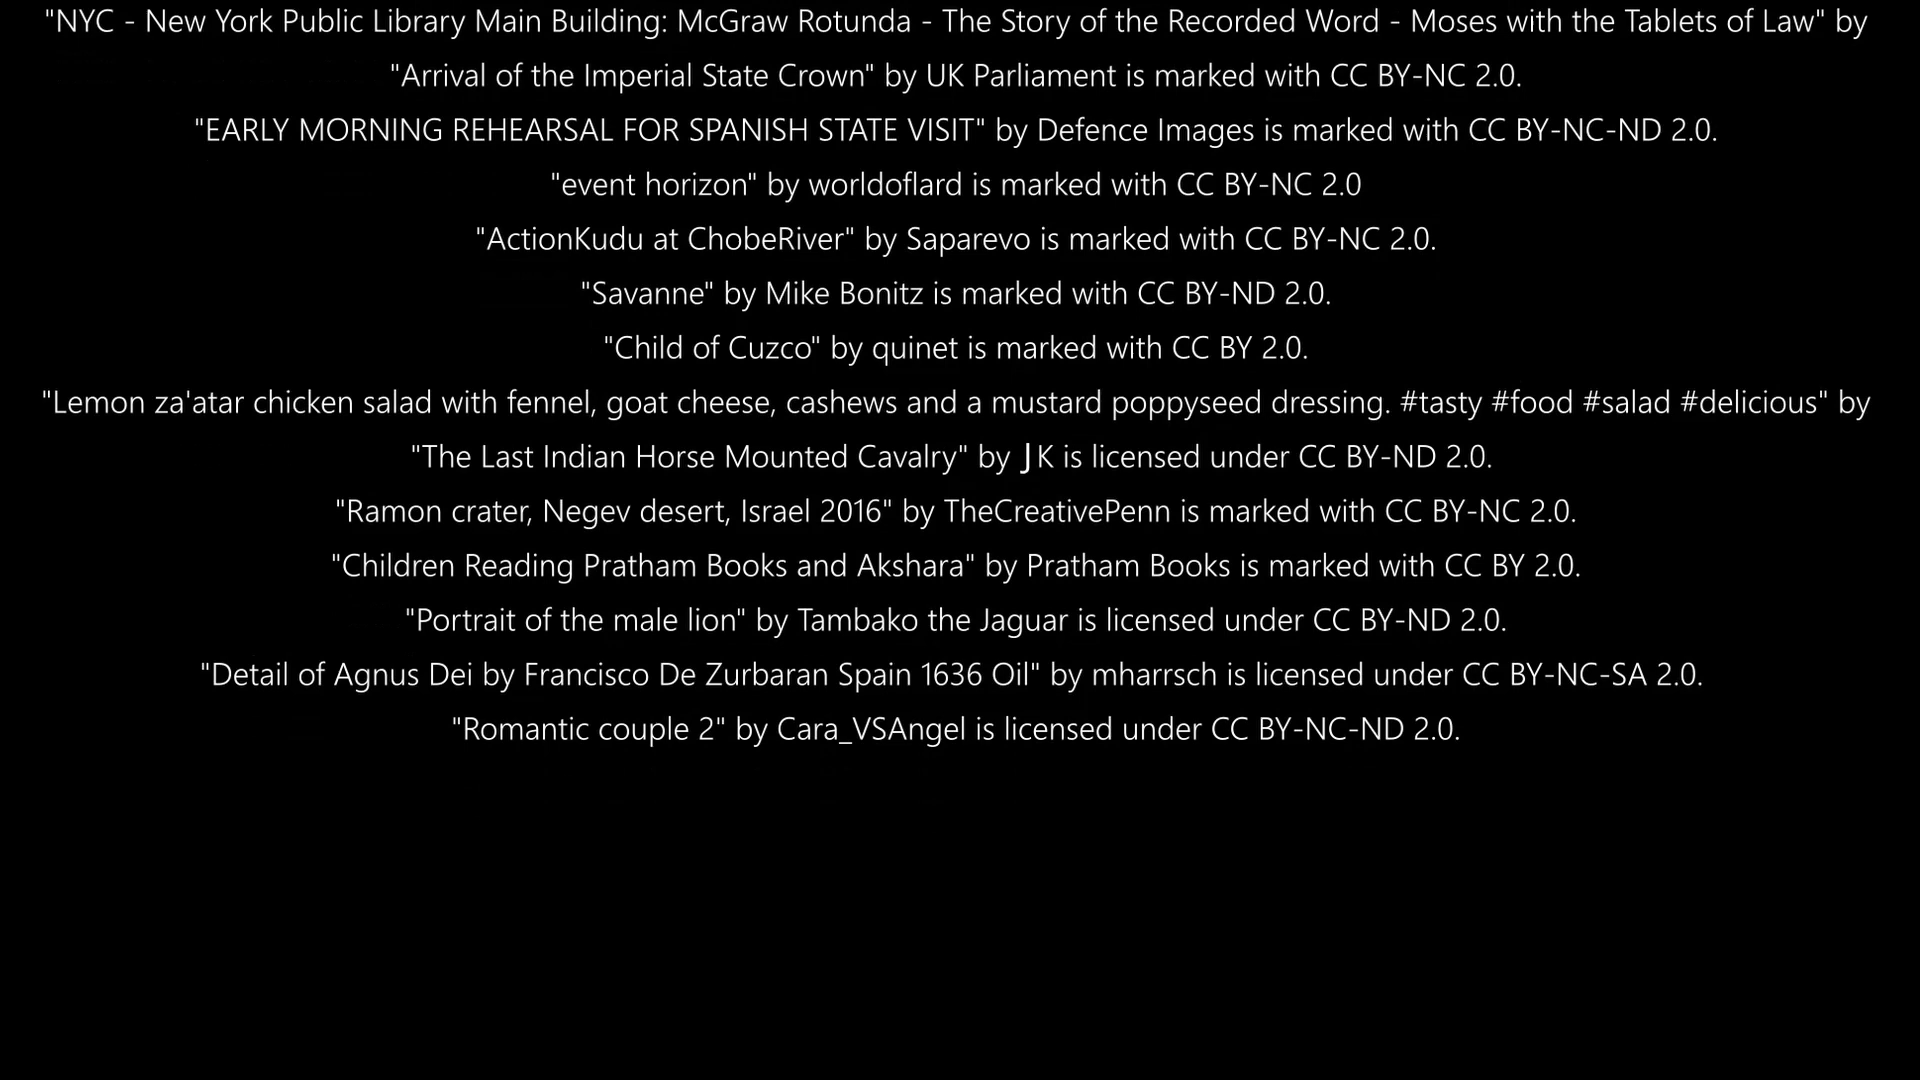 "NYC - New York Public Library Main Building: McGraw Rotunda - The Story of the Recorded Word - Moses with the Tablets of Law" by
"Arrival of the Imperial State Crown" by UK Parliament is marked with CC BY-NC 2.0.
"EARLY MORNING REHEARSAL FOR SPANISH STATE VISIT" by Defence Images is marked with CC BY-NC-ND 2.0.
"event horizon" by worldoflard is marked with CC BY-NC 2.0
"ActionKudu at ChobeRiver" by Saparevo is marked with CC BY-NC 2.0.
"Savanne" by Mike Bonitz is marked with CC BY-ND 2.0.
"Child of Cuzco" by quinet is marked with CC BY 2.0.
"Lemon za'atar chicken salad with fennel, goat cheese, cashews and a mustard poppyseed dressing. #tasty #food #salad #delicious" by
"The Last Indian Horse Mounted Cavalry" by J K is licensed under CC BY-ND 2.0.
"Ramon crater, Negev desert, Israel 2016" by TheCreativePenn is marked with CC BY-NC 2.0.
"Children Reading Pratham Books and Akshara" by Pratham Books is marked with CC BY 2.0.
"Portrait of the male lion" by Tambako the Jaguar is licensed under CC BY-ND 2.0.
"Detail of Agnus Dei by Francisco De Zurbaran Spain 1636 Oil" by mharrsch is licensed under CC BY-NC-SA 2.0.
"Romantic couple 2" by Cara_VSAngel is licensed under CC BY-NC-ND 2.0.